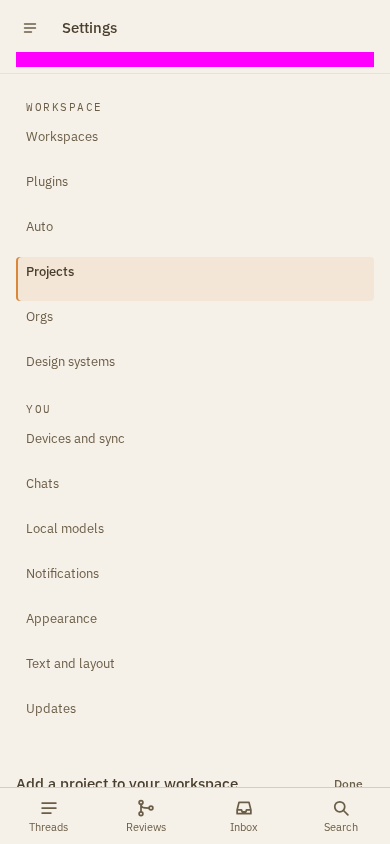 Settings
WORKSPACE
Workspaces
Plugins
Auto
Projects
Orgs
Design systems
YOU
Devices and sync
Chats
Local models
Notifications
Appearance
Text and layout
Updates
Add a project to your workspace Done
Threads Reviews Inbox Search